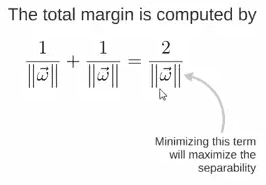 The total margin is computed by
1/‖ω⃗‖ + 1/‖ω⃗‖ = 2/‖ω⃗‖
Minimizing this term
will maximize the
separability